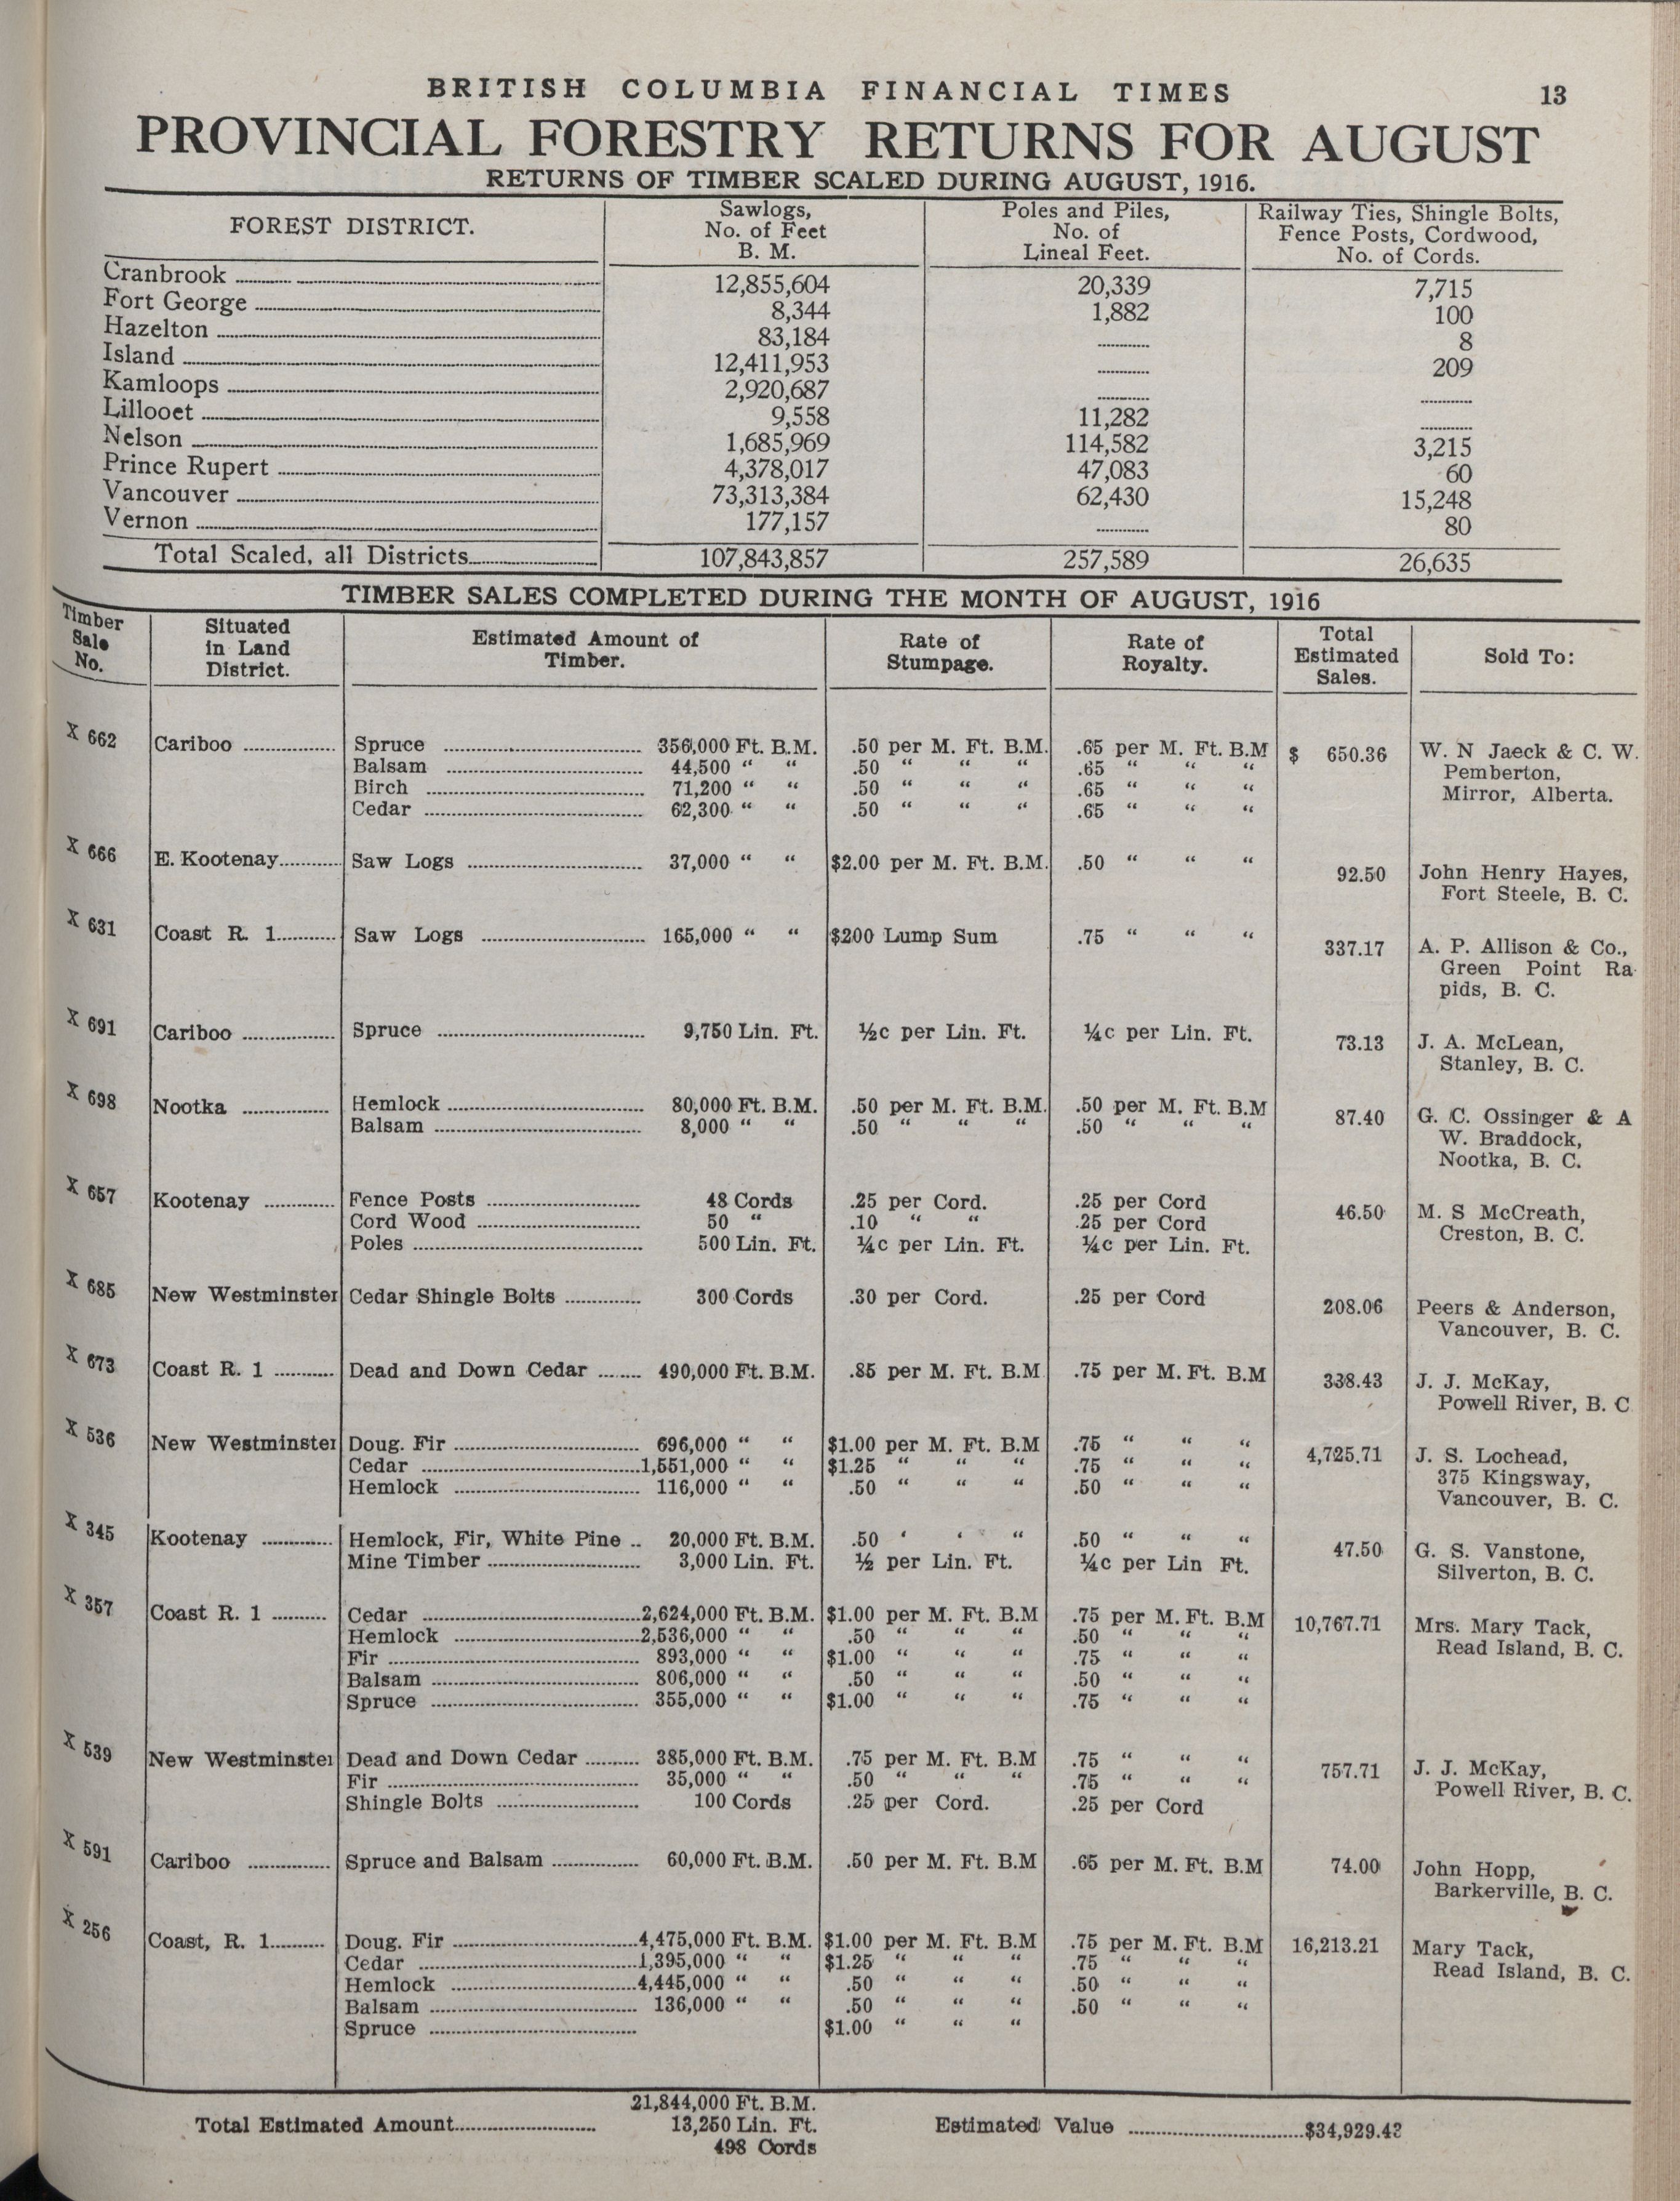 BRITISH COLUMBIA FINANCIAL TIMES 13
PROVINCIAL FORESTRY RETURNS FOR AUGUST
RETURNS OF TIMBER SCALED DURING AUGUST, 1916.
FOREST DISTRICT. Sawlogs, No. of Feet B. M. Poles and Piles, No. of Lineal Feet. Railway Ties, Shingle Bolts, Fence Posts, Cordwood, No. of Cords.
Cranbrook 12,855,604 20,339 7,715
Fort George 8,344 1,882 100
Hazelton 83,184 ............ 8
Island 12,411,953 ............ 209
Kamloops 2,920,687 ............ ............
Lillooet 9,558 11,282 ............
Nelson 1,685,969 114,582 3,215
Prince Rupert 4,378,017 47,083 60
Vancouver 73,313,384 62,430 15,248
Vernon 177,157 ............ 80
Total Scaled, all Districts 107,843,857 257,589 26,635
TIMBER SALES COMPLETED DURING THE MONTH OF AUGUST, 1916
Timber Sale No. Situated in Land District. Estimated Amount of Timber. Rate of Stumpage. Rate of Royalty. Total Estimated Sales. Sold To:
X 662 Cariboo Spruce 356,000 Ft. B.M. .50 per M. Ft. B.M. .65 per M. Ft. B.M $ 650.36 W. N Jaeck & C. W.
Balsam 44,500 " " .50 " " " .65 " " " Pemberton,
Birch 71,200 " " .50 " " " .65 " " " Mirror, Alberta.
Cedar 62,300 " " .50 " " " .65 " " "
X 666 E. Kootenay Saw Logs 37,000 " " $2.00 per M. Ft. B.M. .50 " " " 92.50 John Henry Hayes,
Fort Steele, B. C.
X 631 Coast R. 1 Saw Logs 165,000 " " $200 Lump Sum .75 " " " 337.17 A. P. Allison & Co.,
Green Point Ra-
pids, B. C.
X 691 Cariboo Spruce 9,750 Lin. Ft. ½c per Lin. Ft. ¼c per Lin. Ft. 73.13 J. A. McLean,
Stanley, B. C.
X 698 Nootka Hemlock 80,000 Ft. B.M. .50 per M. Ft. B.M. .50 per M. Ft. B.M 87.40 G. C. Ossinger & A
Balsam 8,000 " " .50 " " " .50 " " " W. Braddock,
Nootka, B. C.
X 657 Kootenay Fence Posts 48 Cords .25 per Cord. .25 per Cord 46.50 M. S McCreath,
Cord Wood 50 " .10 " " .25 per Cord Creston, B. C.
Poles 500 Lin. Ft. ¼c per Lin. Ft. ¼c per Lin. Ft.
X 685 New Westminster Cedar Shingle Bolts 300 Cords .30 per Cord. .25 per Cord 208.06 Peers & Anderson,
Vancouver, B. C.
X 673 Coast R. 1 Dead and Down Cedar 490,000 Ft. B.M. .85 per M. Ft. B.M .75 per M. Ft. B.M 338.43 J. J. McKay,
Powell River, B. C
X 536 New Westminster Doug. Fir 696,000 " " $1.00 per M. Ft. B.M .75 " " " 4,725.71 J. S. Lochead,
Cedar 1,551,000 " " $1.25 " " " .75 " " " 375 Kingsway,
Hemlock 116,000 " " .50 " " " .50 " " " Vancouver, B. C.
X 345 Kootenay Hemlock, Fir, White Pine .. 20,000 Ft. B.M. .50 ' ' " .50 " " " 47.50 G. S. Vanstone,
Mine Timber 3,000 Lin. Ft. ½ per Lin. Ft. ¼c per Lin Ft. Silverton, B. C.
X 357 Coast R. 1 Cedar 2,624,000 Ft. B.M. $1.00 per M. Ft. B.M .75 per M. Ft. B.M 10,767.71 Mrs. Mary Tack,
Hemlock 2,536,000 " " .50 " " " .50 " " " Read Island, B. C.
Fir 893,000 " " $1.00 " " " .75 " " "
Balsam 806,000 " " .50 " " " .50 " " "
Spruce 355,000 " " $1.00 " " " .75 " " "
X 539 New Westminster Dead and Down Cedar 385,000 Ft. B.M. .75 per M. Ft. B.M .75 " " " 757.71 J. J. McKay,
Fir 35,000 " " .50 " " " .75 " " " Powell River, B. C.
Shingle Bolts 100 Cords .25 per Cord. .25 per Cord
X 591 Cariboo Spruce and Balsam 60,000 Ft. B.M. .50 per M. Ft. B.M .65 per M. Ft. B.M 74.00 John Hopp,
Barkerville, B. C.
X 256 Coast, R. 1 Doug. Fir 4,475,000 Ft. B.M. $1.00 per M. Ft. B.M .75 per M. Ft. B.M 16,213.21 Mary Tack,
Cedar 1,395,000 " " $1.25 " " " .75 " " " Read Island, B. C.
Hemlock 4,445,000 " " .50 " " " .50 " " "
Balsam 136,000 " " .50 " " " .50 " " "
Spruce $1.00 " " "
21,844,000 Ft. B.M.
Total Estimated Amount 13,250 Lin. Ft. Estimated Value $34,929.43
498 Cords